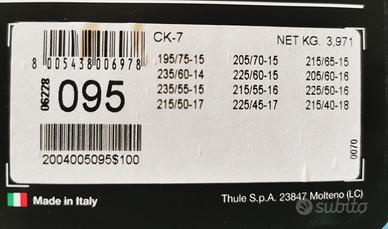 CK-7 NET KG. 3,971
8 005438 006978
195/75-15 205/70-15 215/65-15
235/60-14 225/60-15 205/60-16
235/55-15 215/55-16 225/50-16
215/50-17 225/45-17 215/40-18
06228
095
2004005095$100
0070
Made in Italy
Thule S.p.A. 23847 Molteno (LC)
subito